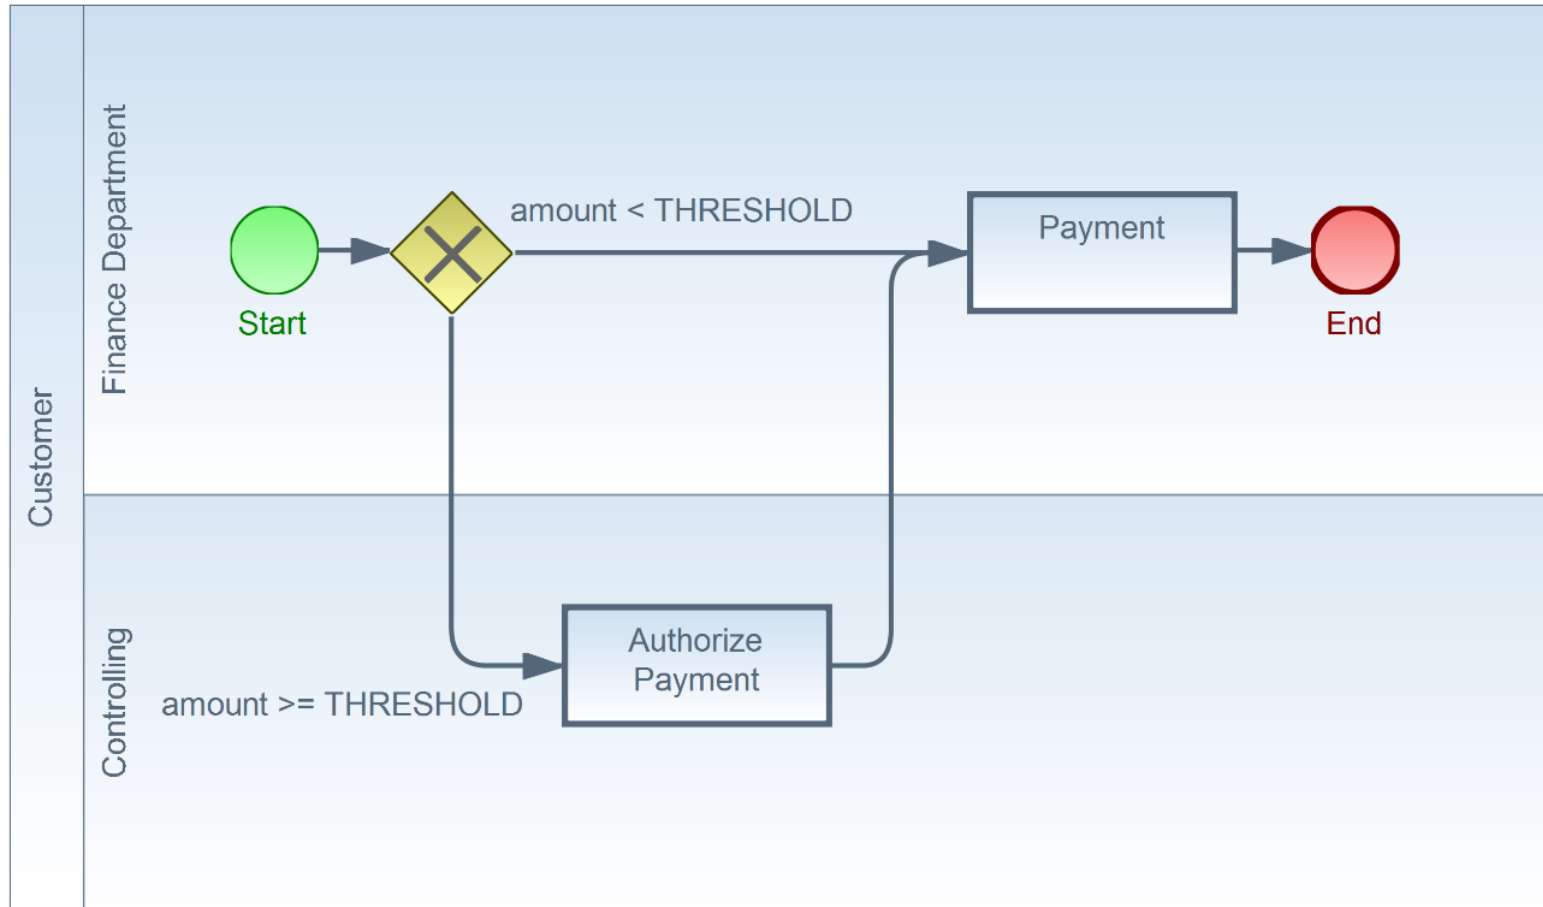 Customer
Finance Department
Start
amount < THRESHOLD
Payment
End
Controlling
amount >= THRESHOLD
Authorize
Payment